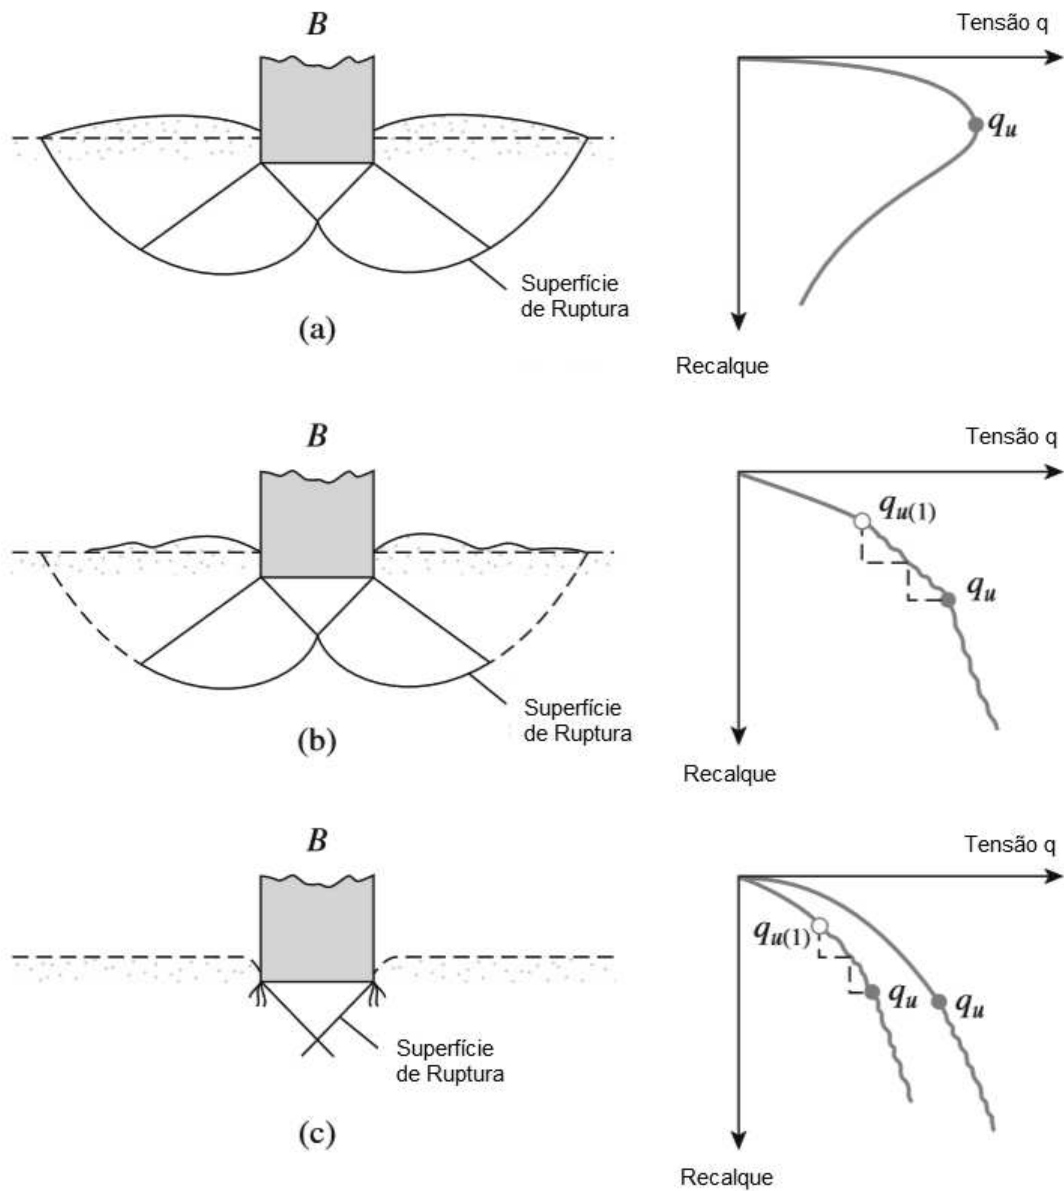 B
Tensão q
q_u
Superfície
de Ruptura
(a)
Recalque
B
Tensão q
q_u(1)
q_u
Superfície
de Ruptura
(b)
Recalque
B
Tensão q
q_u(1)
q_u
q_u
Superfície
de Ruptura
(c)
Recalque